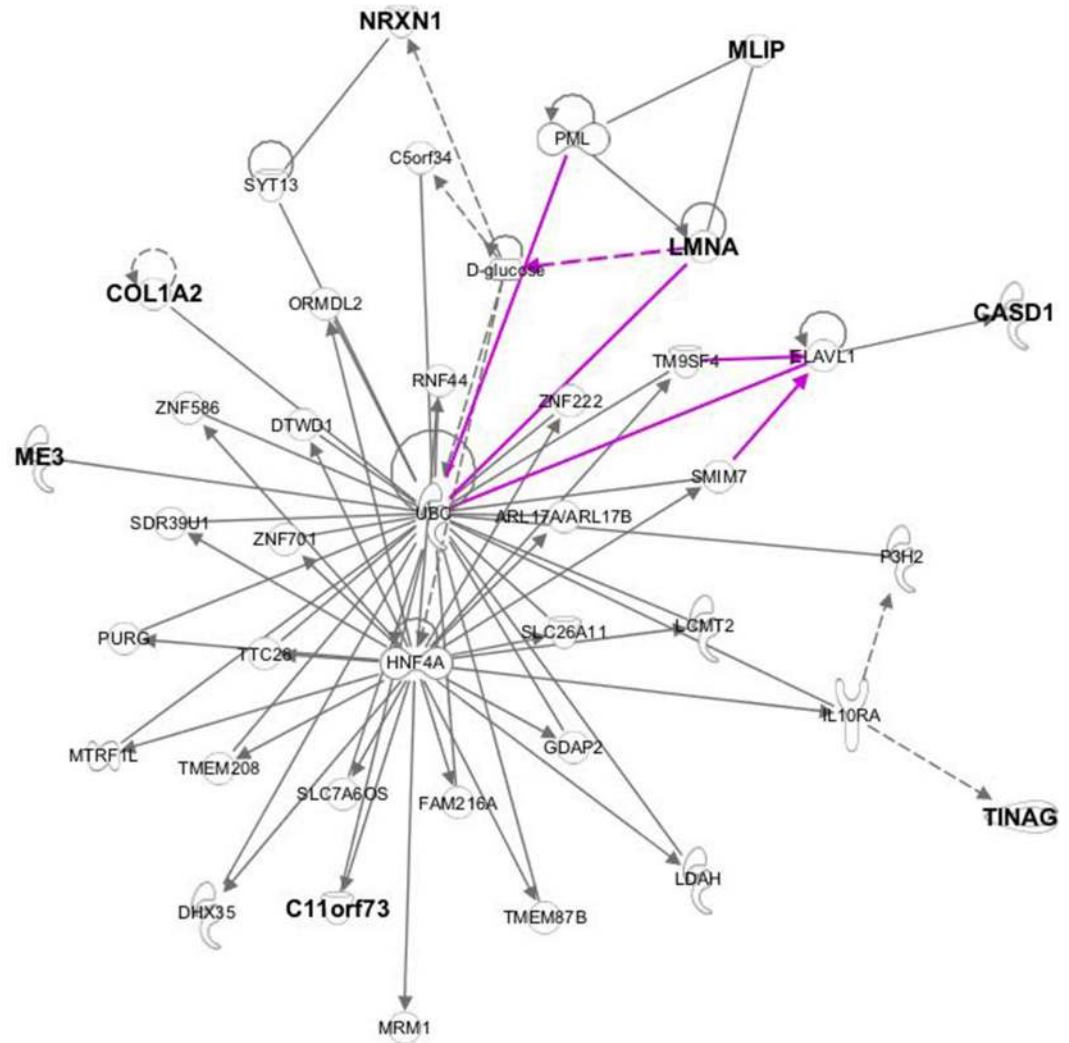 NRXN1
MLIP
PML
C5orf34
SYT13
LMNA
D-glucose
COL1A2
ORMDL2
CASD1
TM9SF4
ELAVL1
RNF44
ZNF586
ZNF222
DTWD1
ME3
SMIM7
UBC
ARL17A/ARL17B
SDR39U1
ZNF701
P3H2
PURG
TTC26
SLC26A11
LCMT2
HNF4A
IL10RA
MTRF1L
TMEM208
GDAP2
SLC7A6OS
FAM216A
TINAG
LDAH
DHX35
C11orf73
TMEM87B
MRM1